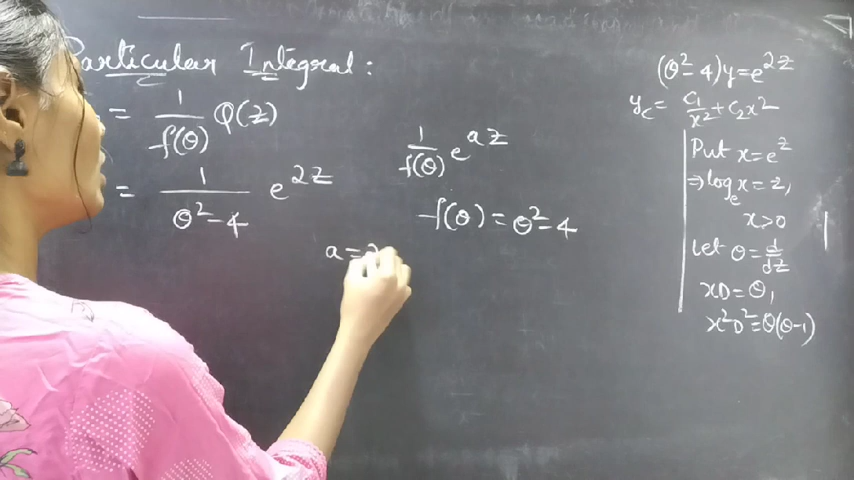 Particular Integral:
= 1/f(θ) Q(z)
= 1/(θ²-4) e^{2z}
1/f(θ) e^{az}
f(θ) = θ²-4
a = 2
(θ²-4)y = e^{2z}
y_c = c₁/x² + c₂x²
Put x = e^z
⇒ log_e x = z,
x>0
Let θ = d/dz
xD = θ,
x²D² = θ(θ-1)